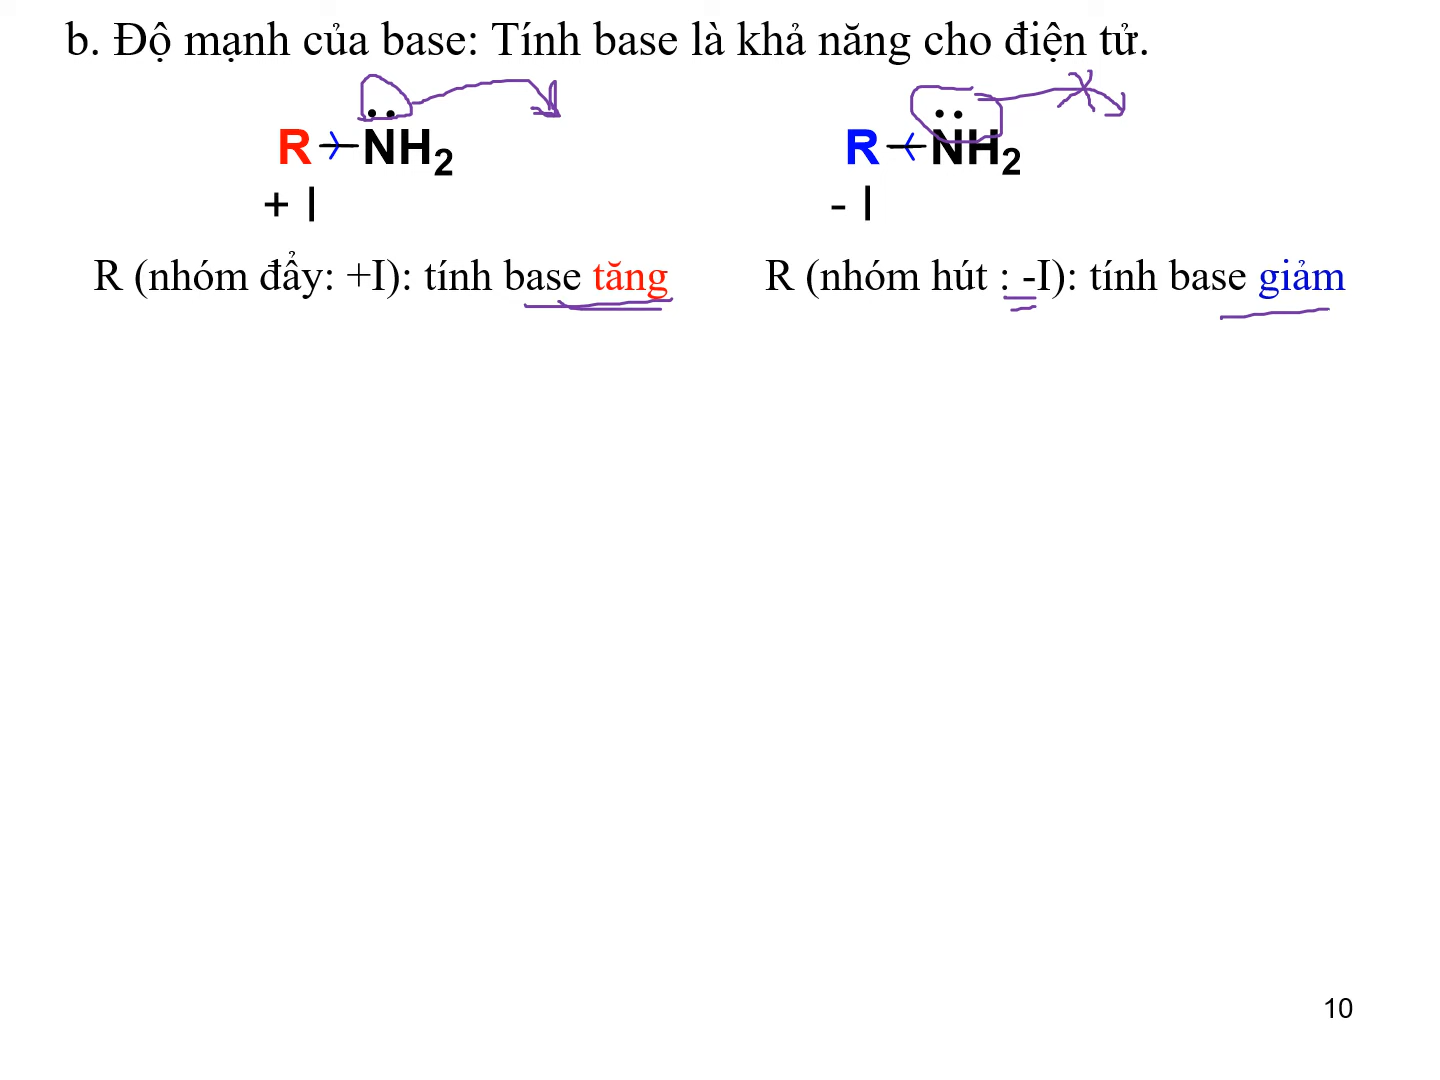 b. Độ mạnh của base: Tính base là khả năng cho điện tử.
R NH2 R NH2
+ I - I
R (nhóm đẩy: +I): tính base tăng R (nhóm hút : -I): tính base giảm
10